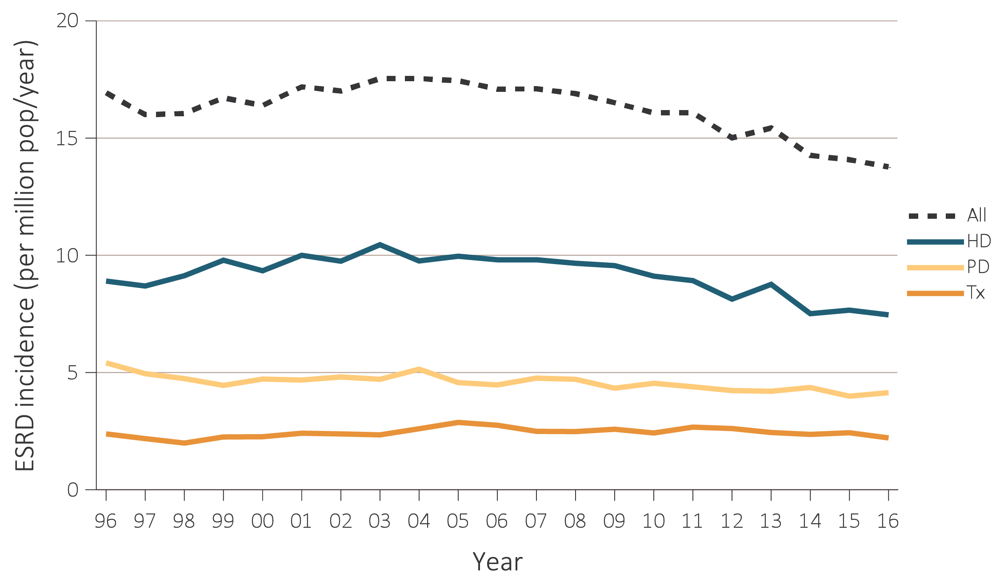 ESRD incidence (per million pop/year)
20
15
10
5
0
96 97 98 99 00 01 02 03 04 05 06 07 08 09 10 11 12 13 14 15 16
Year
All
HD
PD
Tx